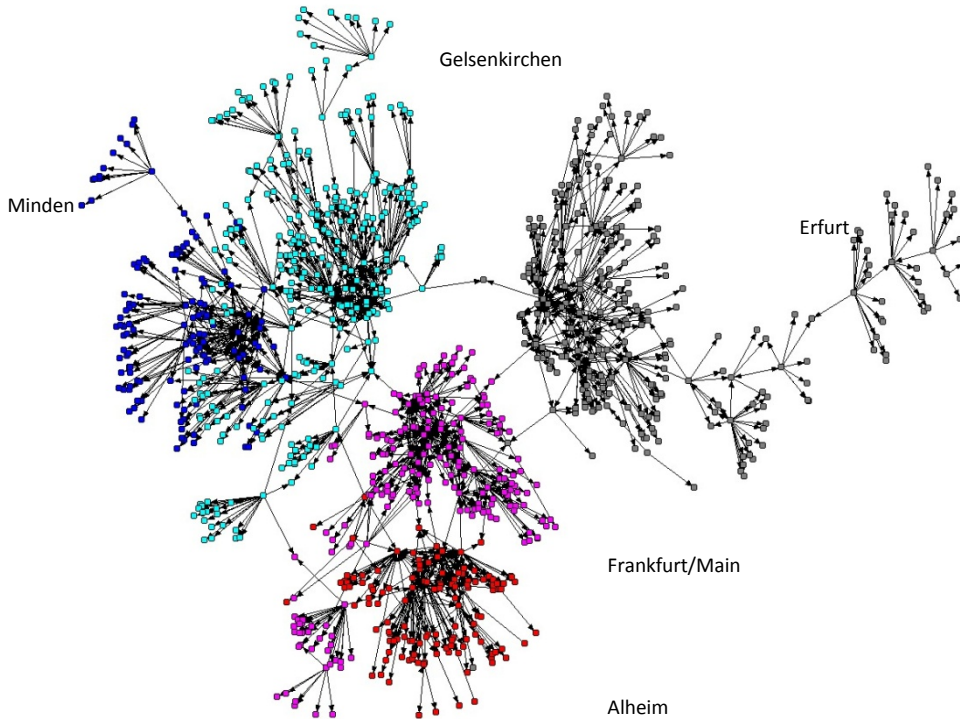 Gelsenkirchen
Minden
Erfurt
Frankfurt/Main
Alheim